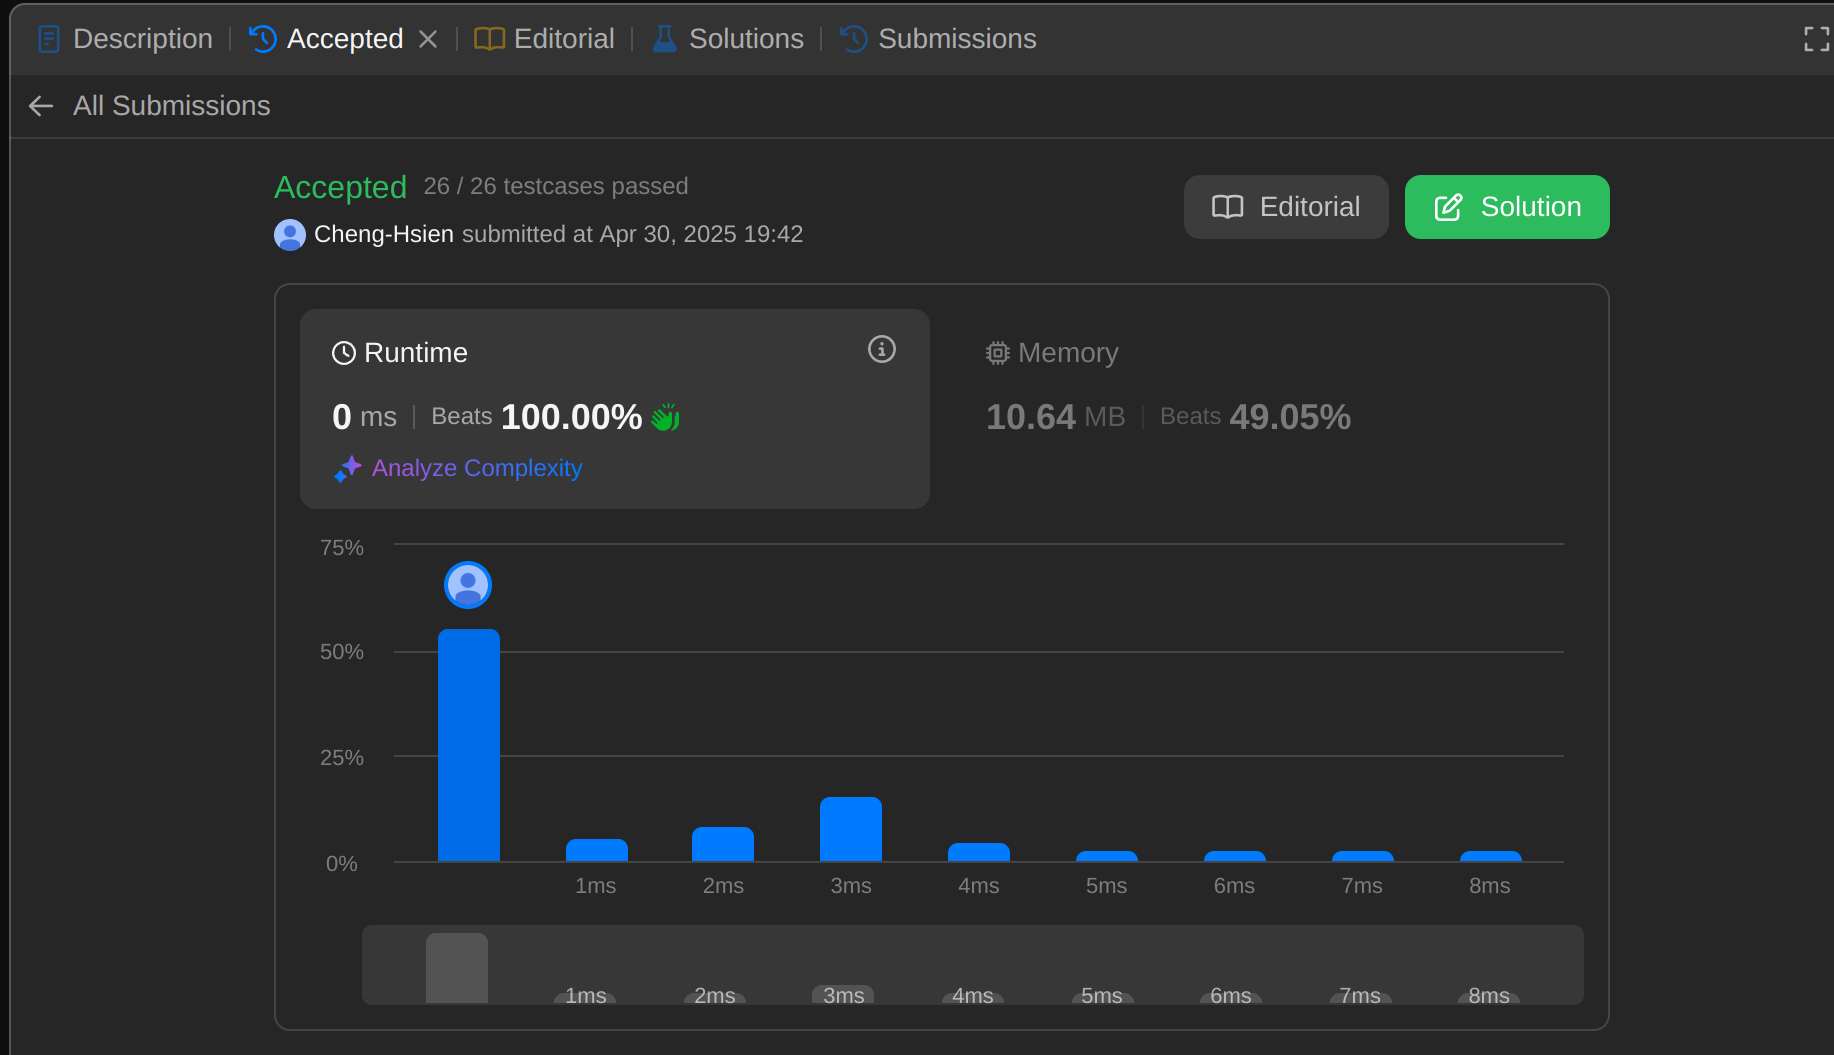 Description | Accepted | Editorial | Solutions | Submissions
All Submissions
Accepted 26 / 26 testcases passed
Editorial
Solution
Cheng-Hsien submitted at Apr 30, 2025 19:42
Runtime
0 ms | Beats 100.00%
Analyze Complexity
Memory
10.64 MB | Beats 49.05%
75%
50%
25%
0%
1ms 2ms 3ms 4ms 5ms 6ms 7ms 8ms
1ms 2ms 3ms 4ms 5ms 6ms 7ms 8ms